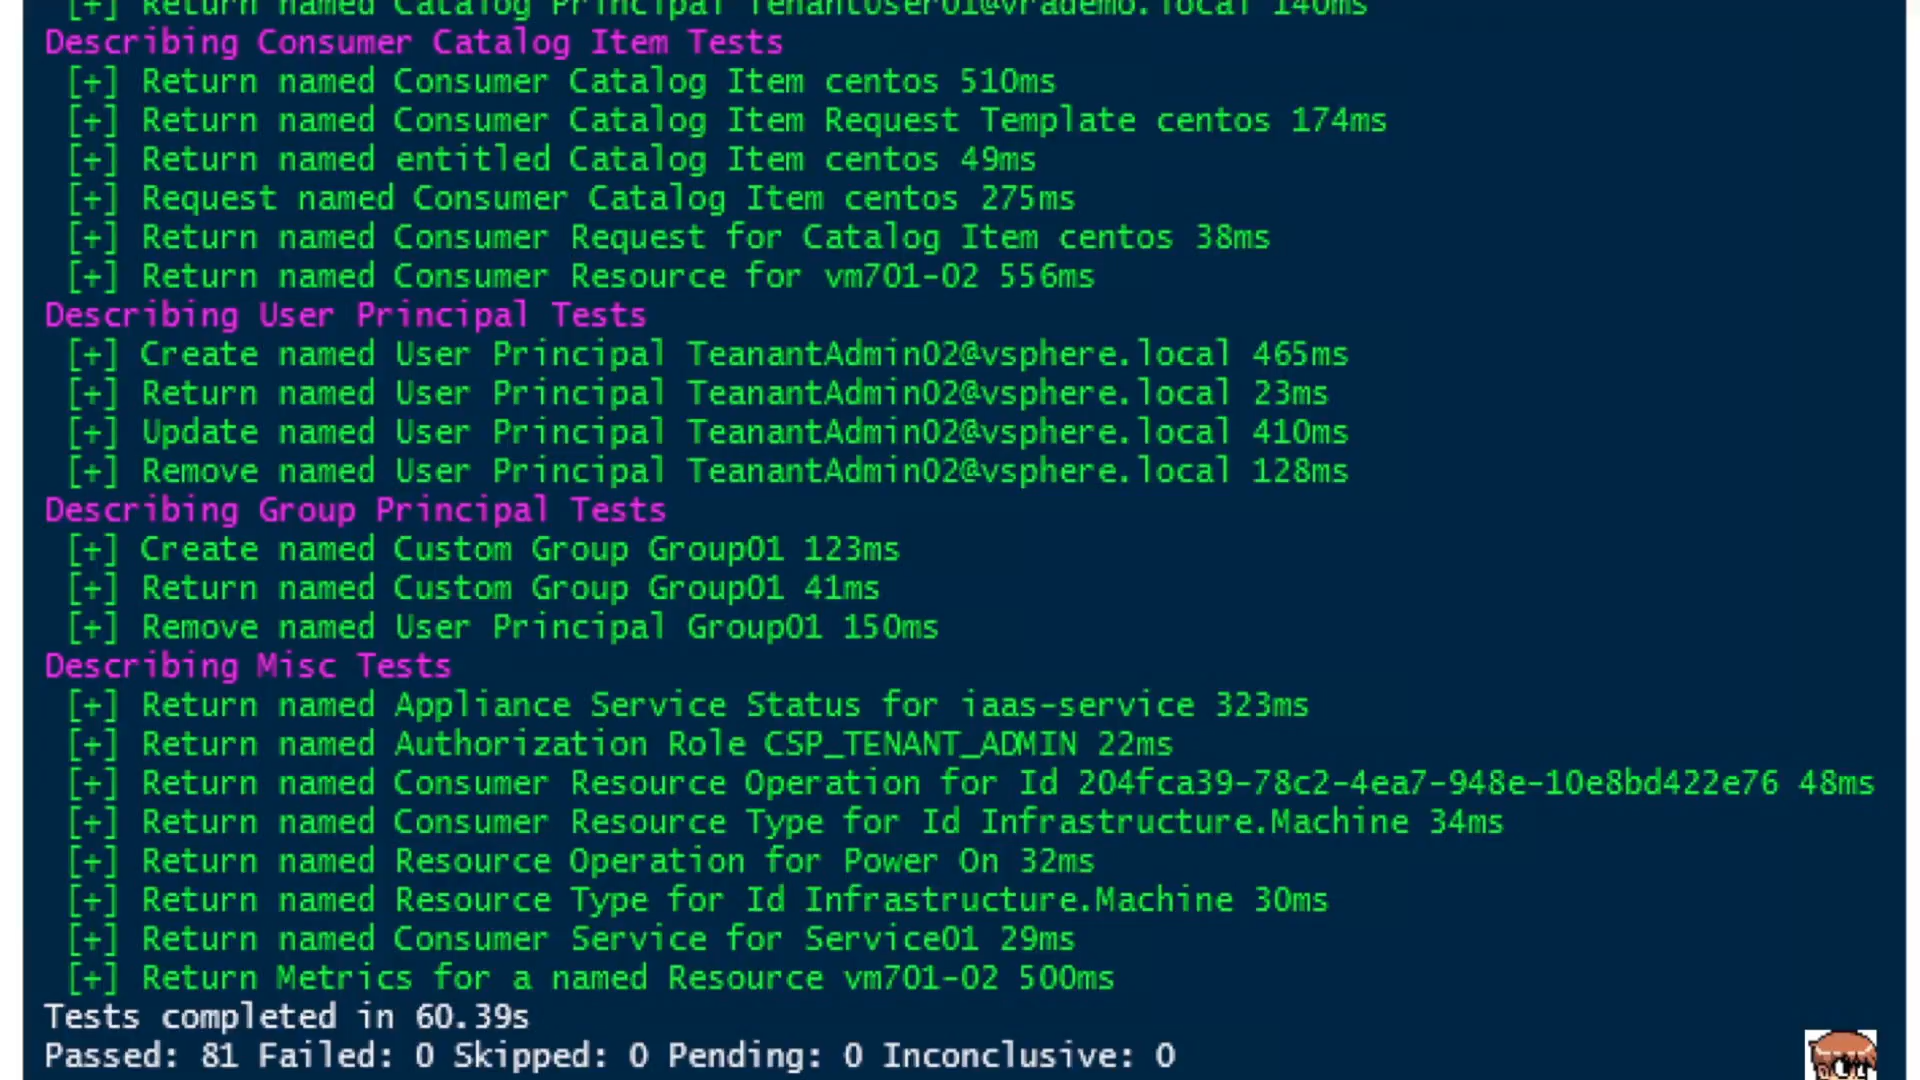 [+] Return named Catalog Principal TenantUser01@vrademo.local 140ms
Describing Consumer Catalog Item Tests
[+] Return named Consumer Catalog Item centos 510ms
[+] Return named Consumer Catalog Item Request Template centos 174ms
[+] Return named entitled Catalog Item centos 49ms
[+] Request named Consumer Catalog Item centos 275ms
[+] Return named Consumer Request for Catalog Item centos 38ms
[+] Return named Consumer Resource for vm701-02 556ms
Describing User Principal Tests
[+] Create named User Principal TeanantAdmin02@vsphere.local 465ms
[+] Return named User Principal TeanantAdmin02@vsphere.local 23ms
[+] Update named User Principal TeanantAdmin02@vsphere.local 410ms
[+] Remove named User Principal TeanantAdmin02@vsphere.local 128ms
Describing Group Principal Tests
[+] Create named Custom Group Group01 123ms
[+] Return named Custom Group Group01 41ms
[+] Remove named User Principal Group01 150ms
Describing Misc Tests
[+] Return named Appliance Service Status for iaas-service 323ms
[+] Return named Authorization Role CSP_TENANT_ADMIN 22ms
[+] Return named Consumer Resource Operation for Id 204fca39-78c2-4ea7-948e-10e8bd422e76 48ms
[+] Return named Consumer Resource Type for Id Infrastructure.Machine 34ms
[+] Return named Resource Operation for Power On 32ms
[+] Return named Resource Type for Id Infrastructure.Machine 30ms
[+] Return named Consumer Service for Service01 29ms
[+] Return Metrics for a named Resource vm701-02 500ms
Tests completed in 60.39s
Passed: 81 Failed: 0 Skipped: 0 Pending: 0 Inconclusive: 0